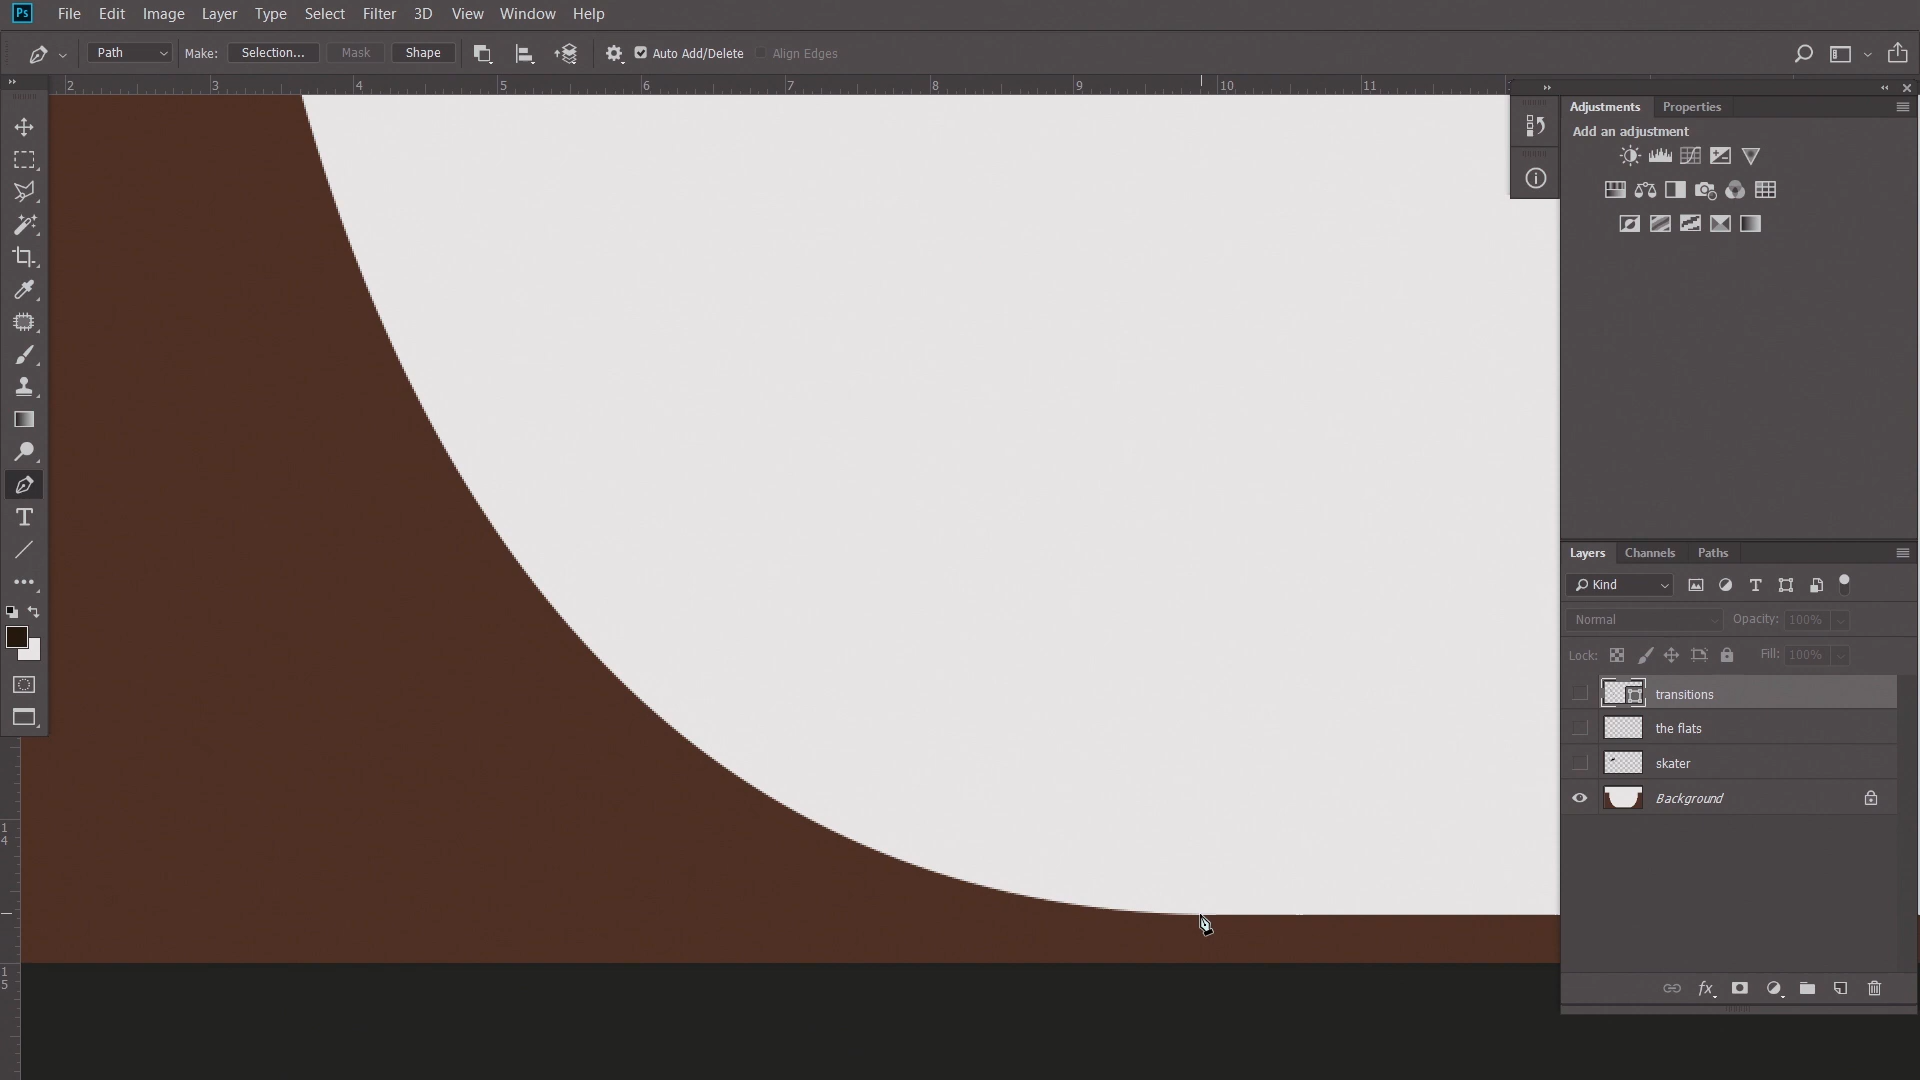 Ps File Edit Image Layer Type Select Filter 3D View Window Help
Path Make: Selection... Mask Shape Auto Add/Delete Align Edges
2 3 4 5 6 7 8 9 10 11
Adjustments Properties
Add an adjustment
Layers Channels Paths
Kind
Normal Opacity: 100%
Lock: Fill: 100%
transitions
the flats
skater
Background
14
15